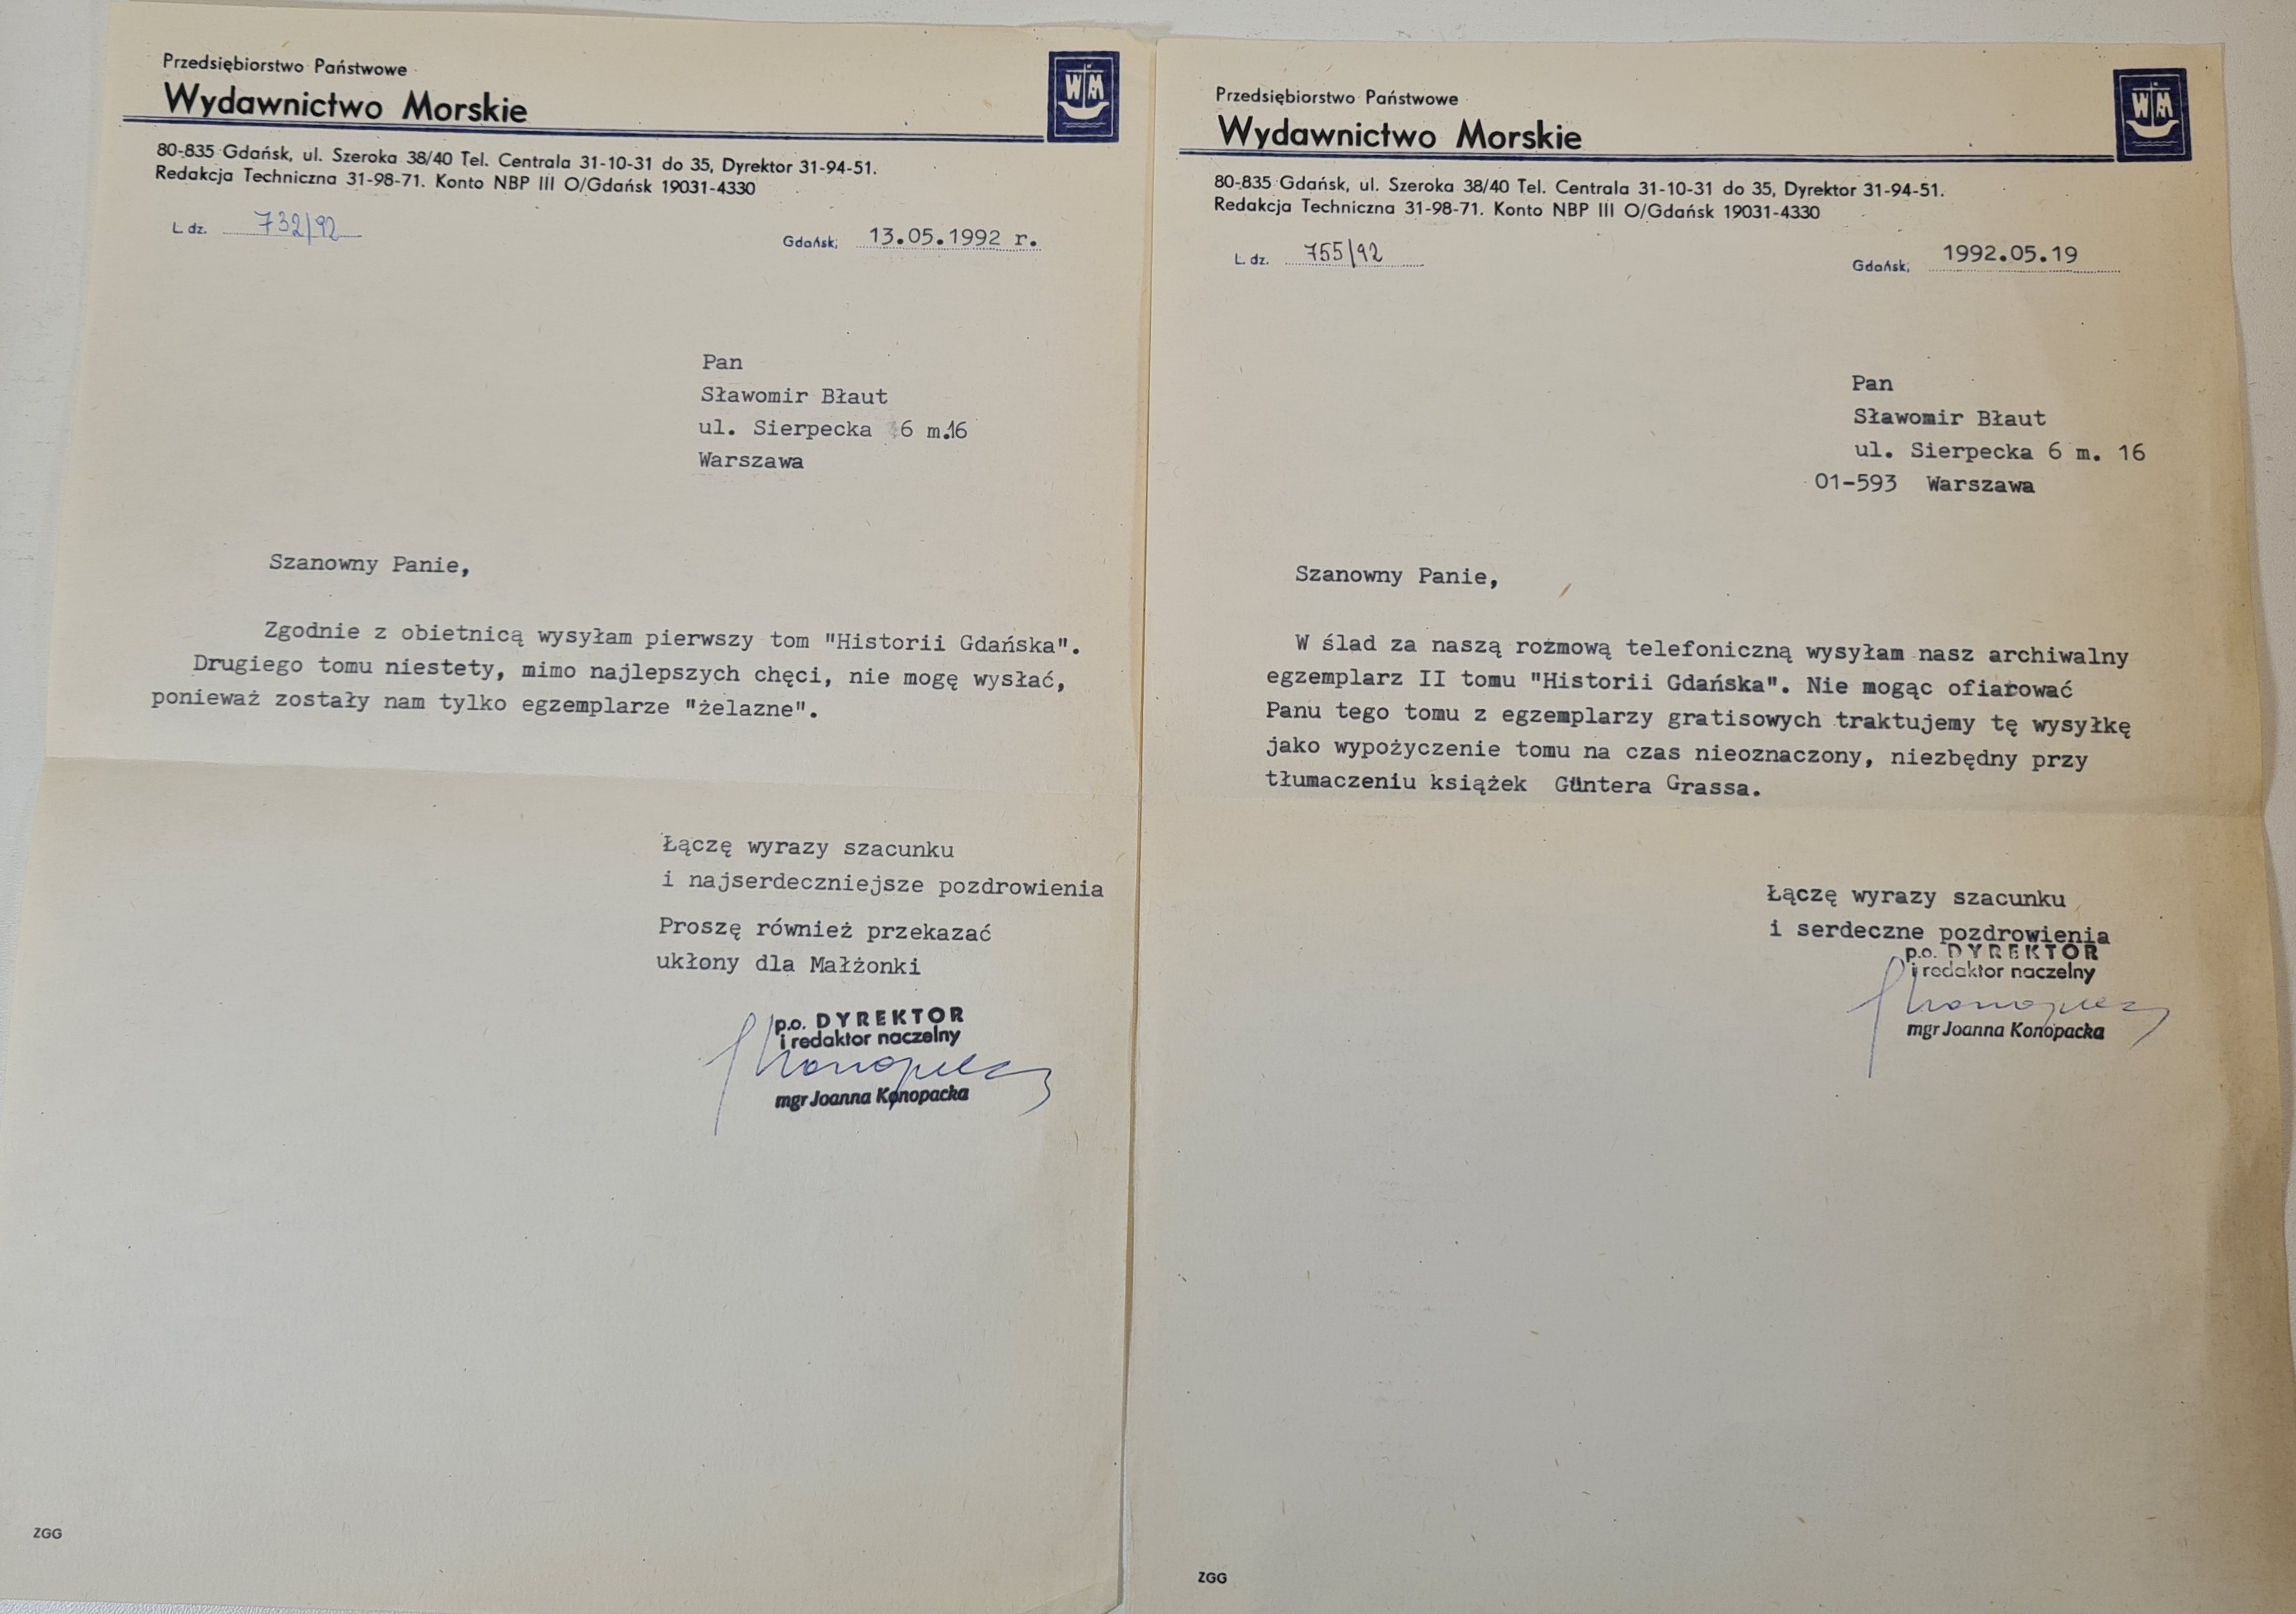 Przedsiębiorstwo Państwowe
Wydawnictwo Morskie
WM
80-835 Gdańsk, ul. Szeroka 38/40 Tel. Centrala 31-10-31 do 35, Dyrektor 31-94-51.
Redakcja Techniczna 31-98-71. Konto NBP III O/Gdańsk 19031-4330
L. dz. 732/92
Gdańsk, 13.05.1992 r.
Pan
Sławomir Błaut
ul. Sierpecka 6 m.16
Warszawa
Szanowny Panie,
Zgodnie z obietnicą wysyłam pierwszy tom "Historii Gdańska".
Drugiego tomu niestety, mimo najlepszych chęci, nie mogę wysłać,
ponieważ zostały nam tylko egzemplarze "żelazne".
Łączę wyrazy szacunku
i najserdeczniejsze pozdrowienia
Proszę również przekazać
ukłony dla Małżonki
p.o. DYREKTOR
i redaktor naczelny
mgr Joanna Konopacka
ZGG
Przedsiębiorstwo Państwowe
Wydawnictwo Morskie
WM
80-835 Gdańsk, ul. Szeroka 38/40 Tel. Centrala 31-10-31 do 35, Dyrektor 31-94-51.
Redakcja Techniczna 31-98-71. Konto NBP III O/Gdańsk 19031-4330
L. dz. 755/92
Gdańsk, 1992.05.19
Pan
Sławomir Błaut
ul. Sierpecka 6 m. 16
01-593 Warszawa
Szanowny Panie,
W ślad za naszą rozmową telefoniczną wysyłam nasz archiwalny
egzemplarz II tomu "Historii Gdańska". Nie mogąc ofiarować
Panu tego tomu z egzemplarzy gratisowych traktujemy tę wysyłkę
jako wypożyczenie tomu na czas nieoznaczony, niezbędny przy
tłumaczeniu książek Güntera Grassa.
Łączę wyrazy szacunku
i serdeczne pozdrowienia
p.o. DYREKTOR
i redaktor naczelny
mgr Joanna Konopacka
ZGG